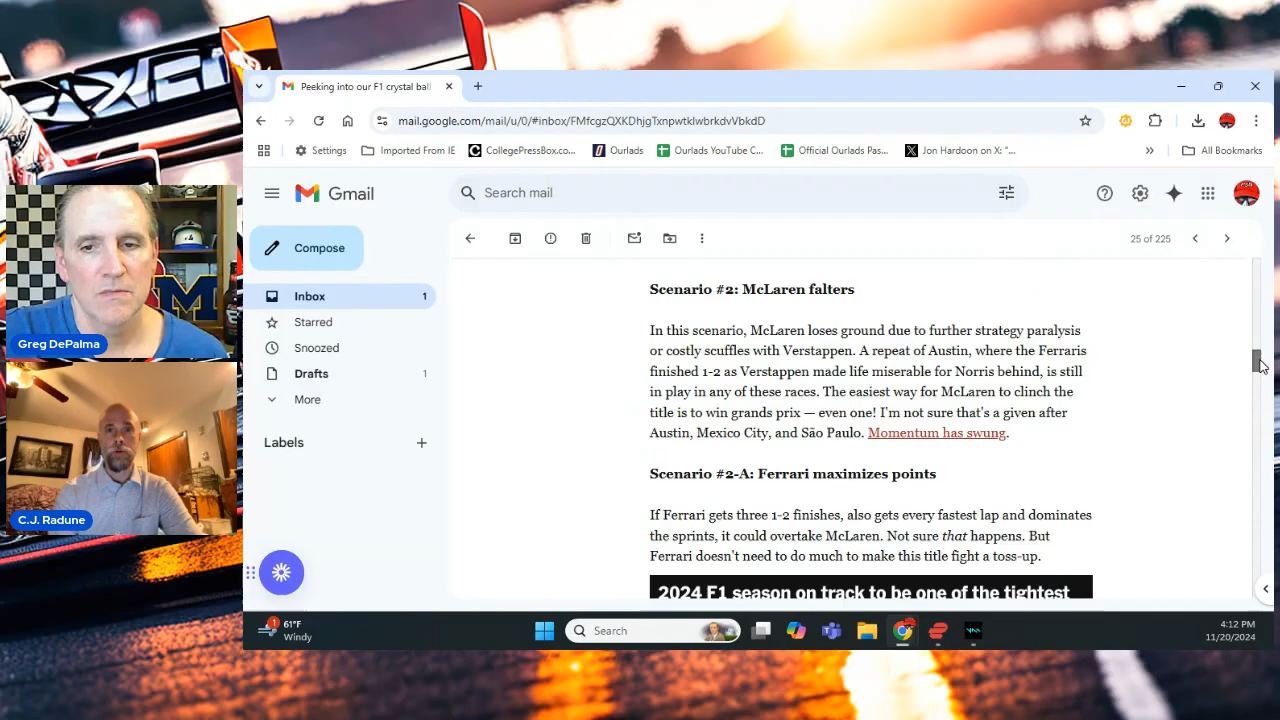 Peeking into our F1 crystal ball
mail.google.com/mail/u/0/#inbox/FMfcgzQXKDhjgTxnpwtklwbrkdvVbkdD
Settings
Imported From IE
CollegePressBox.co...
Ourlads
Ourlads YouTube C...
Official Ourlads Pas...
Jon Hardoon on X: "...
»
All Bookmarks
Gmail
Search mail
Compose
25 of 225
Inbox 1
Starred
Snoozed
Drafts 1
More
Labels
Scenario #2: McLaren falters
In this scenario, McLaren loses ground due to further strategy paralysis
or costly scuffles with Verstappen. A repeat of Austin, where the Ferraris
finished 1-2 as Verstappen made life miserable for Norris behind, is still
in play in any of these races. The easiest way for McLaren to clinch the
title is to win grands prix — even one! I'm not sure that's a given after
Austin, Mexico City, and São Paulo. Momentum has swung.
Scenario #2-A: Ferrari maximizes points
If Ferrari gets three 1-2 finishes, also gets every fastest lap and dominates
the sprints, it could overtake McLaren. Not sure that happens. But
Ferrari doesn't need to do much to make this title fight a toss-up.
2024 F1 season on track to be one of the tightest
M
Greg DePalma
C.J. Radune
1
61°F
Windy
Search
4:12 PM
11/20/2024